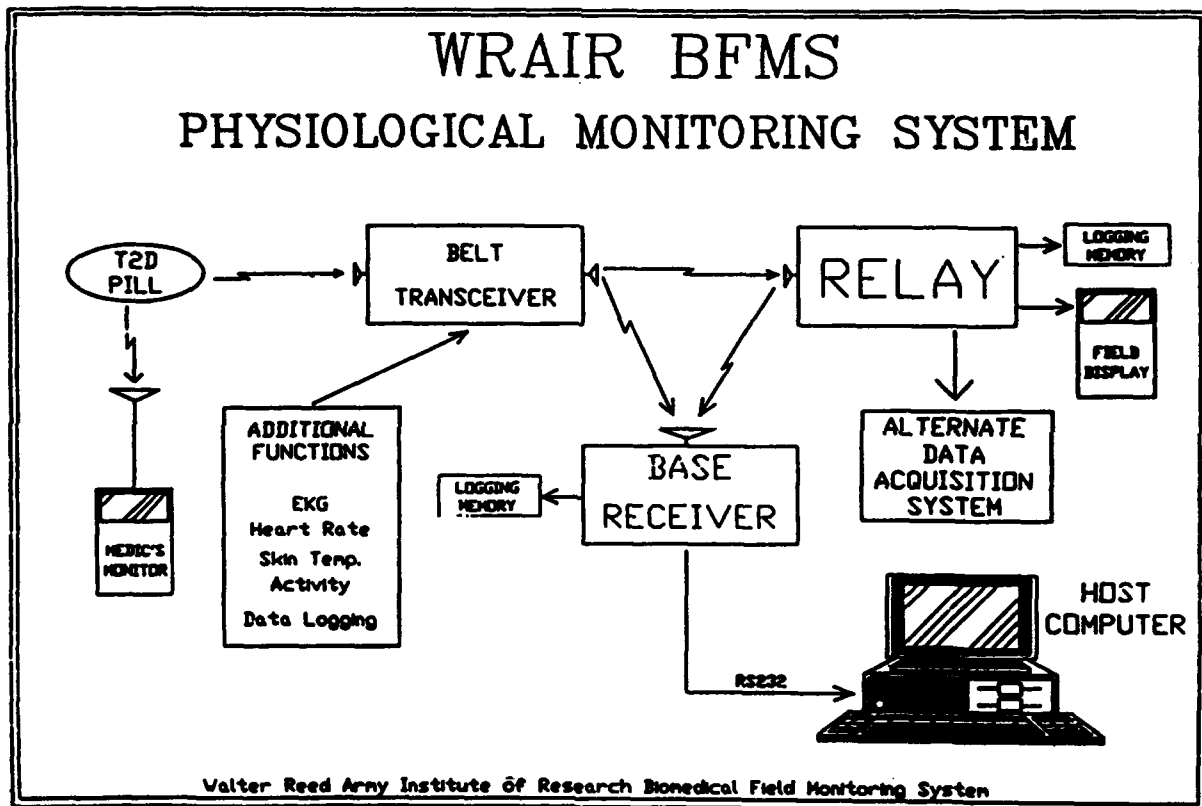 WRAIR BFMS
PHYSIOLOGICAL MONITORING SYSTEM
T2D
PILL
BELT
TRANSCEIVER
RELAY
LOGGING
MEMORY
FIELD
DISPLAY
MEDIC'S
MONITOR
ADDITIONAL
FUNCTIONS
EKG
Heart Rate
Skin Temp.
Activity
Data Logging
LOGGING
MEMORY
BASE
RECEIVER
ALTERNATE
DATA
ACQUISITION
SYSTEM
HOST
COMPUTER
RS232
Walter Reed Army Institute of Research Biomedical Field Monitoring System